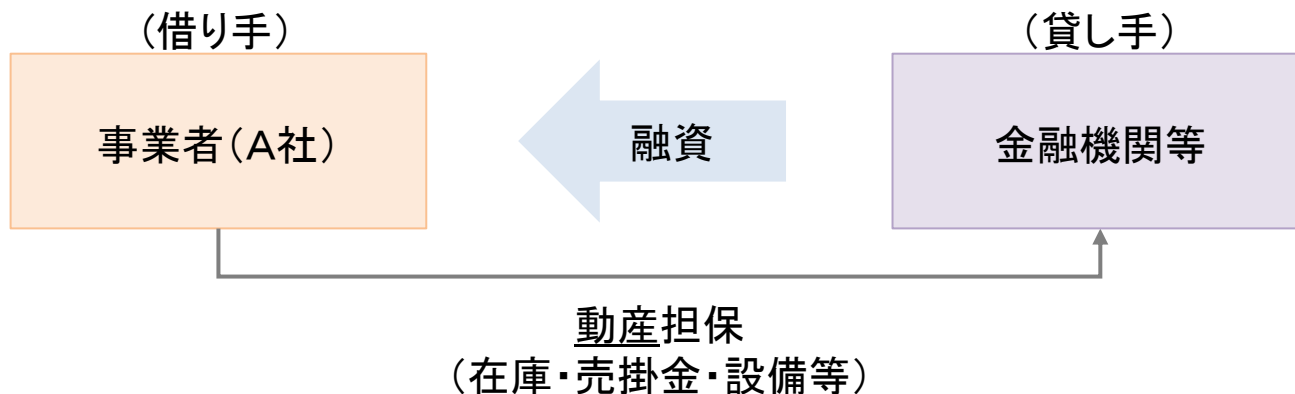 (借り手)
(貸し手)
事業者(A社)
融資
金融機関等
動産担保
(在庫・売掛金・設備等)